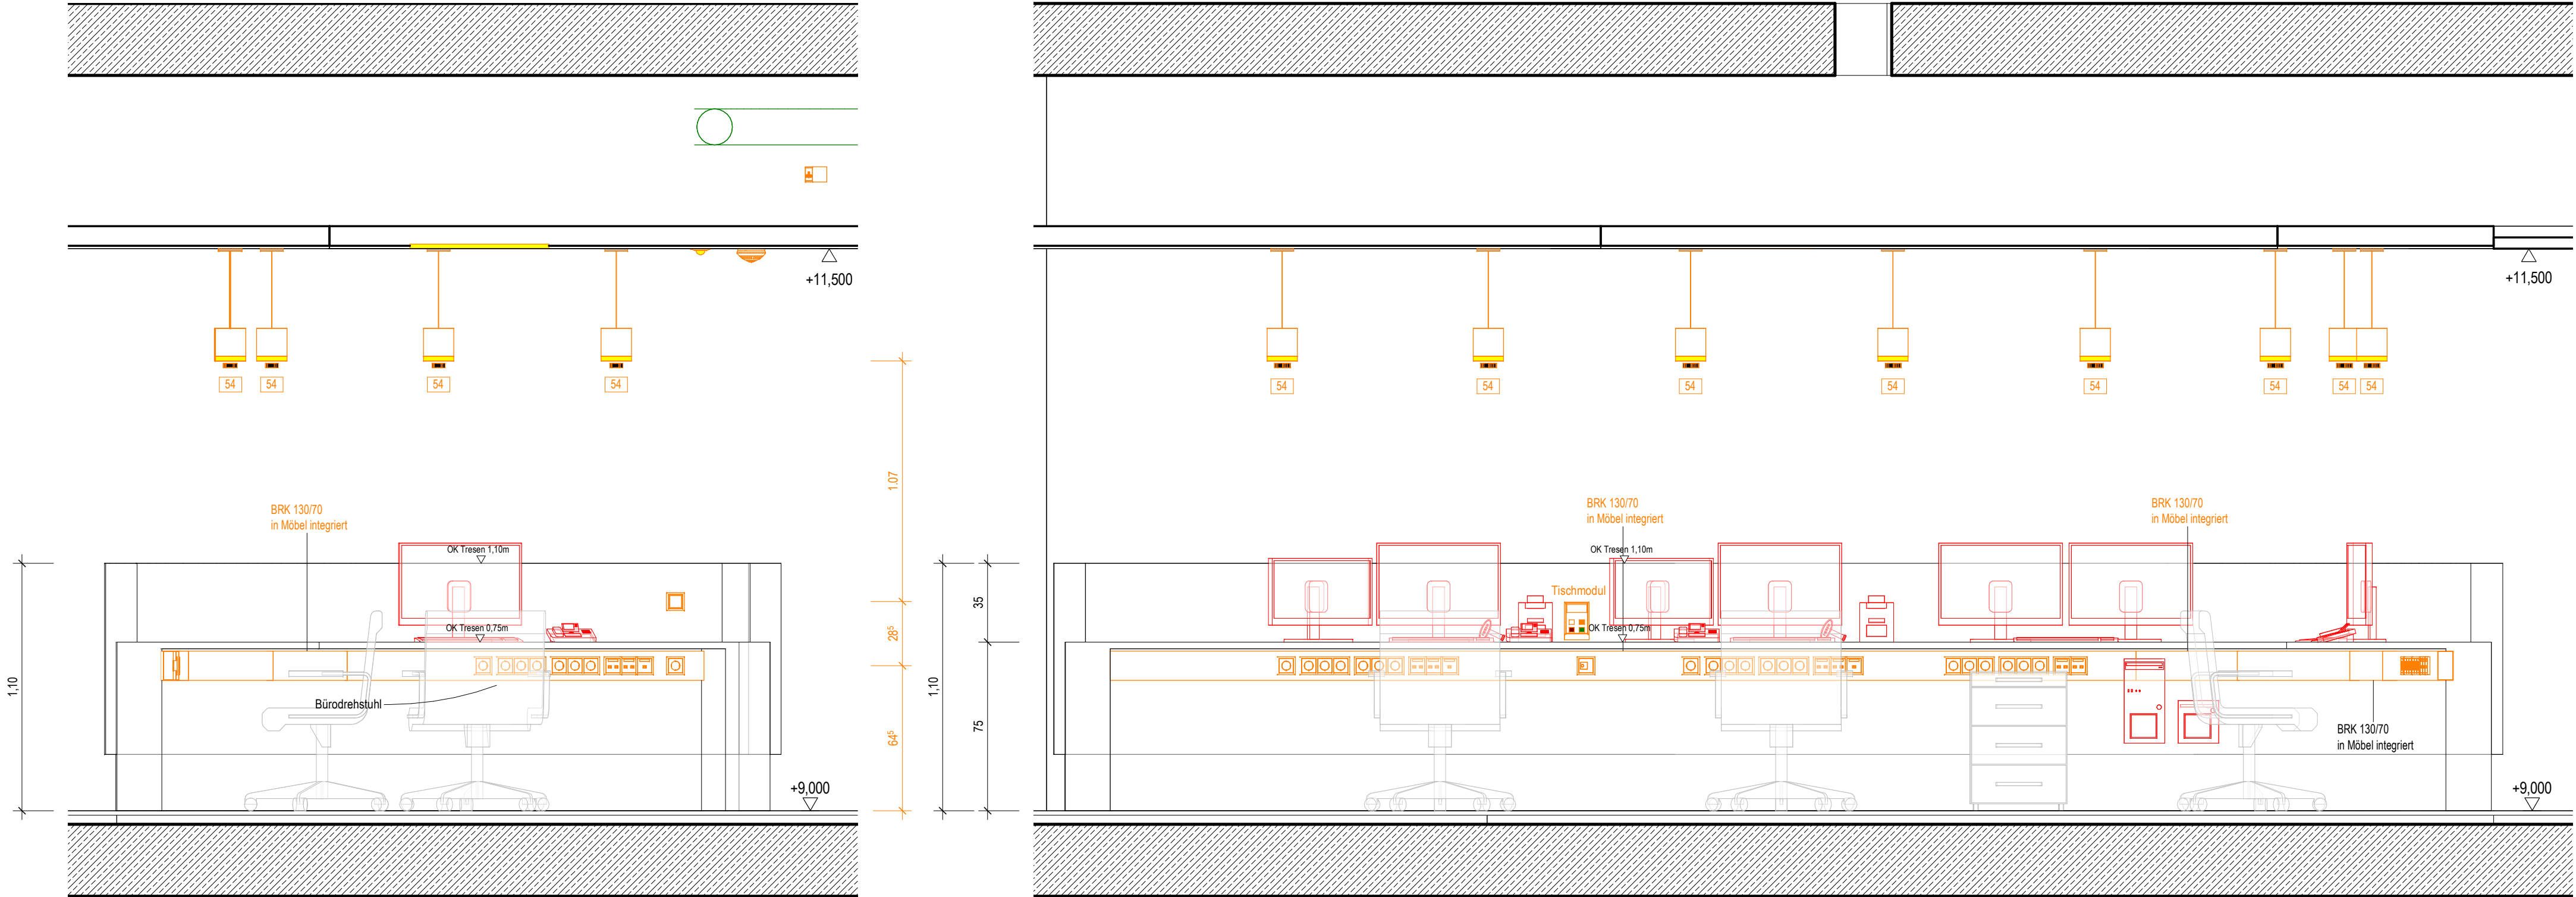 +11,500
+11,500
54
54
54
54
54
54
54
54
54
54
54
54
1.07
BRK 130/70
in Möbel integriert
BRK 130/70
in Möbel integriert
BRK 130/70
in Möbel integriert
OK Tresen 1,10m
OK Tresen 1,10m
Tischmodul
35
28⁵
OK Tresen 0,75m
OK Tresen 0,75m
1,10
Bürodrehstuhl
64⁵
1,10
75
BRK 130/70
in Möbel integriert
+9,000
+9,000